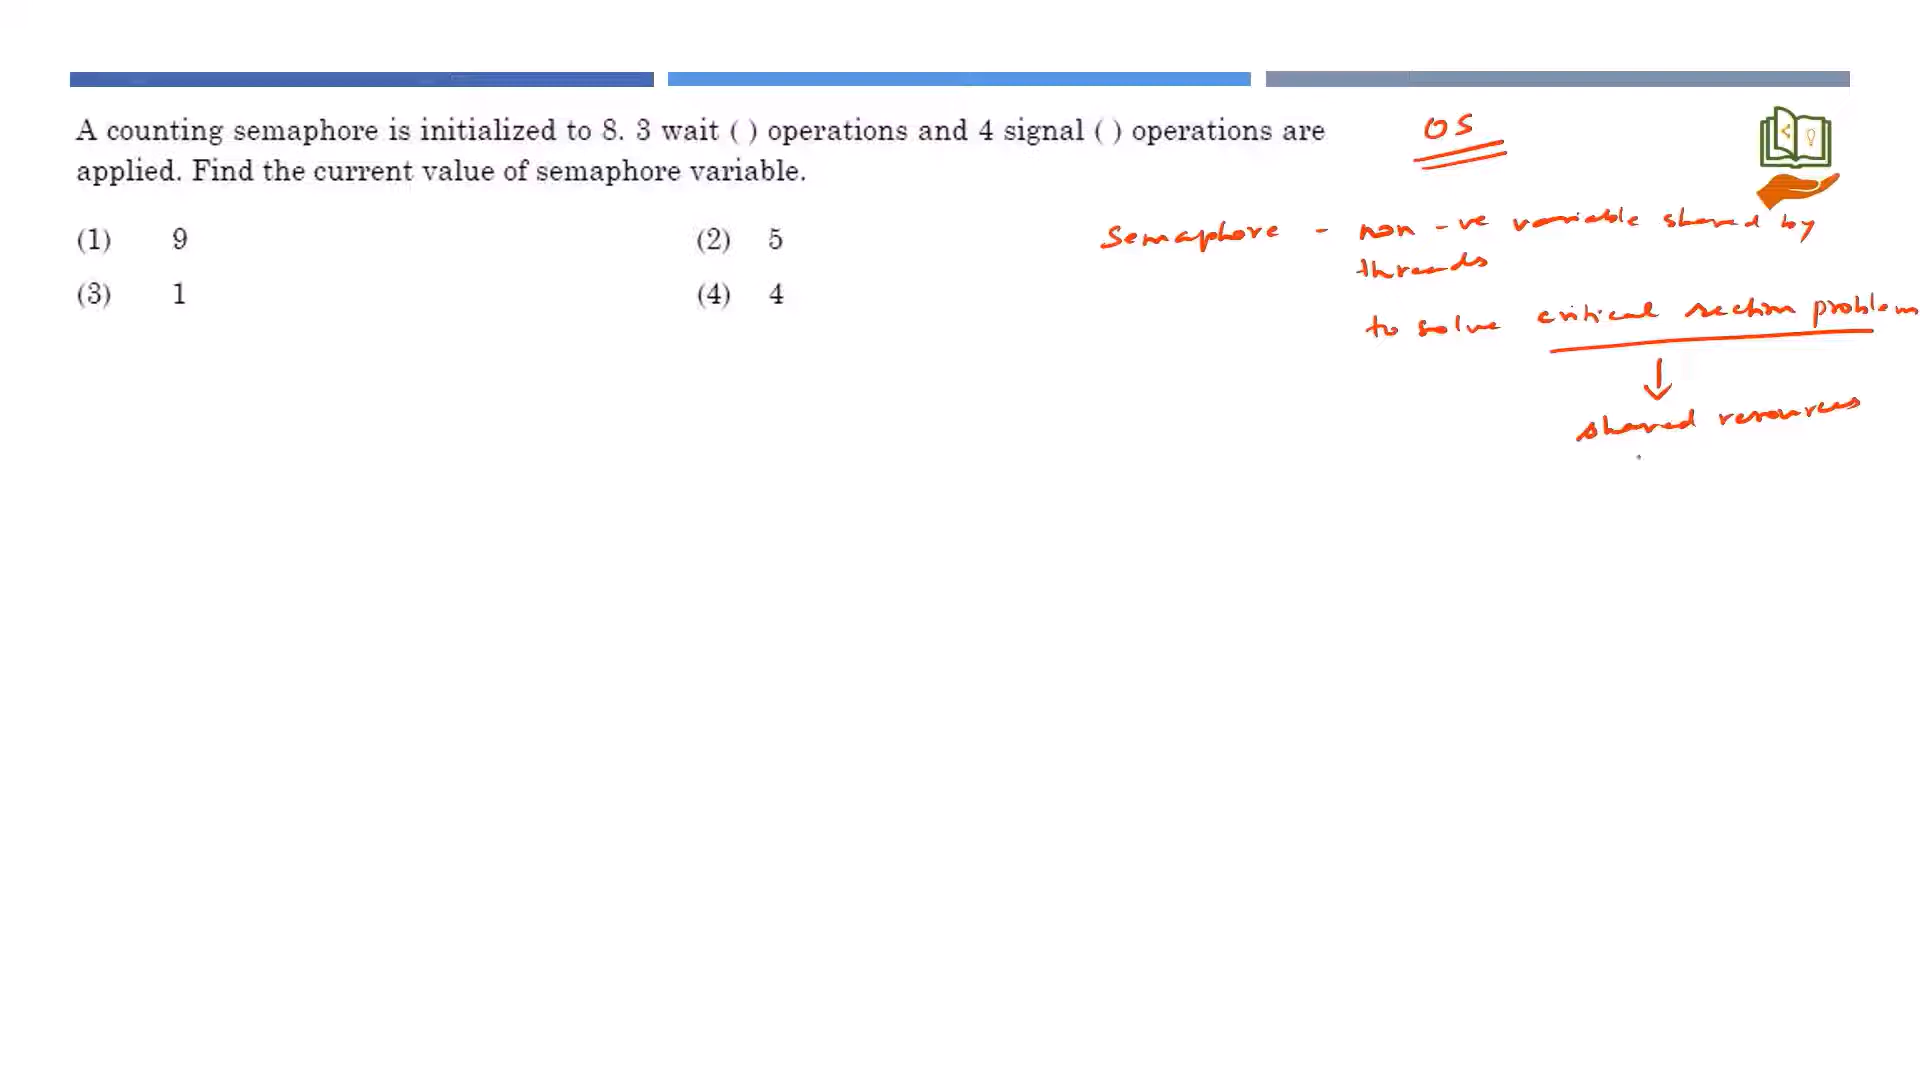 A counting semaphore is initialized to 8. 3 wait ( ) operations and 4 signal ( ) operations are
applied. Find the current value of semaphore variable.
(1) 9 (2) 5
(3) 1 (4) 4
OS
Semaphore - non -ve variable shared by
threads
to solve critical section problem
shared resources